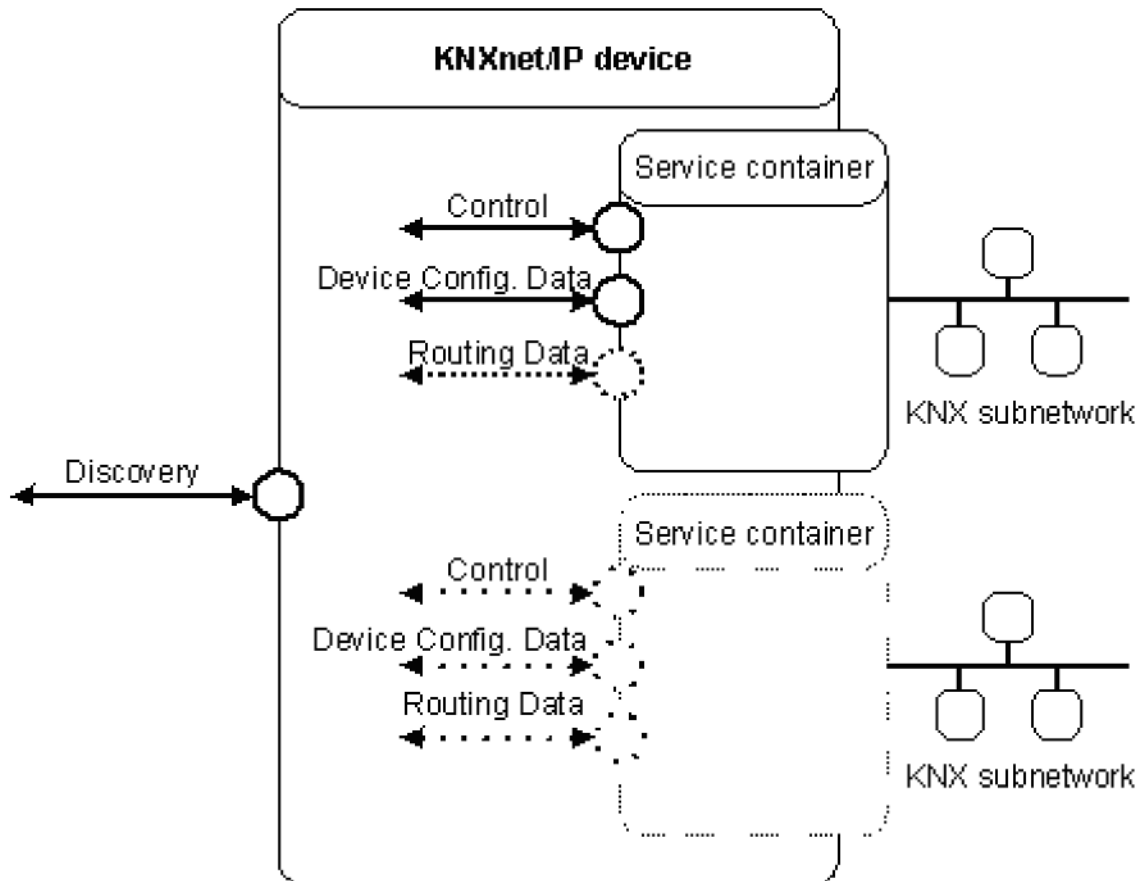 KNXnet/IP device
Service container
Control
Device Config. Data
Routing Data
KNX subnetwork
Discovery
Service container
Control
Device Config. Data
Routing Data
KNX subnetwork